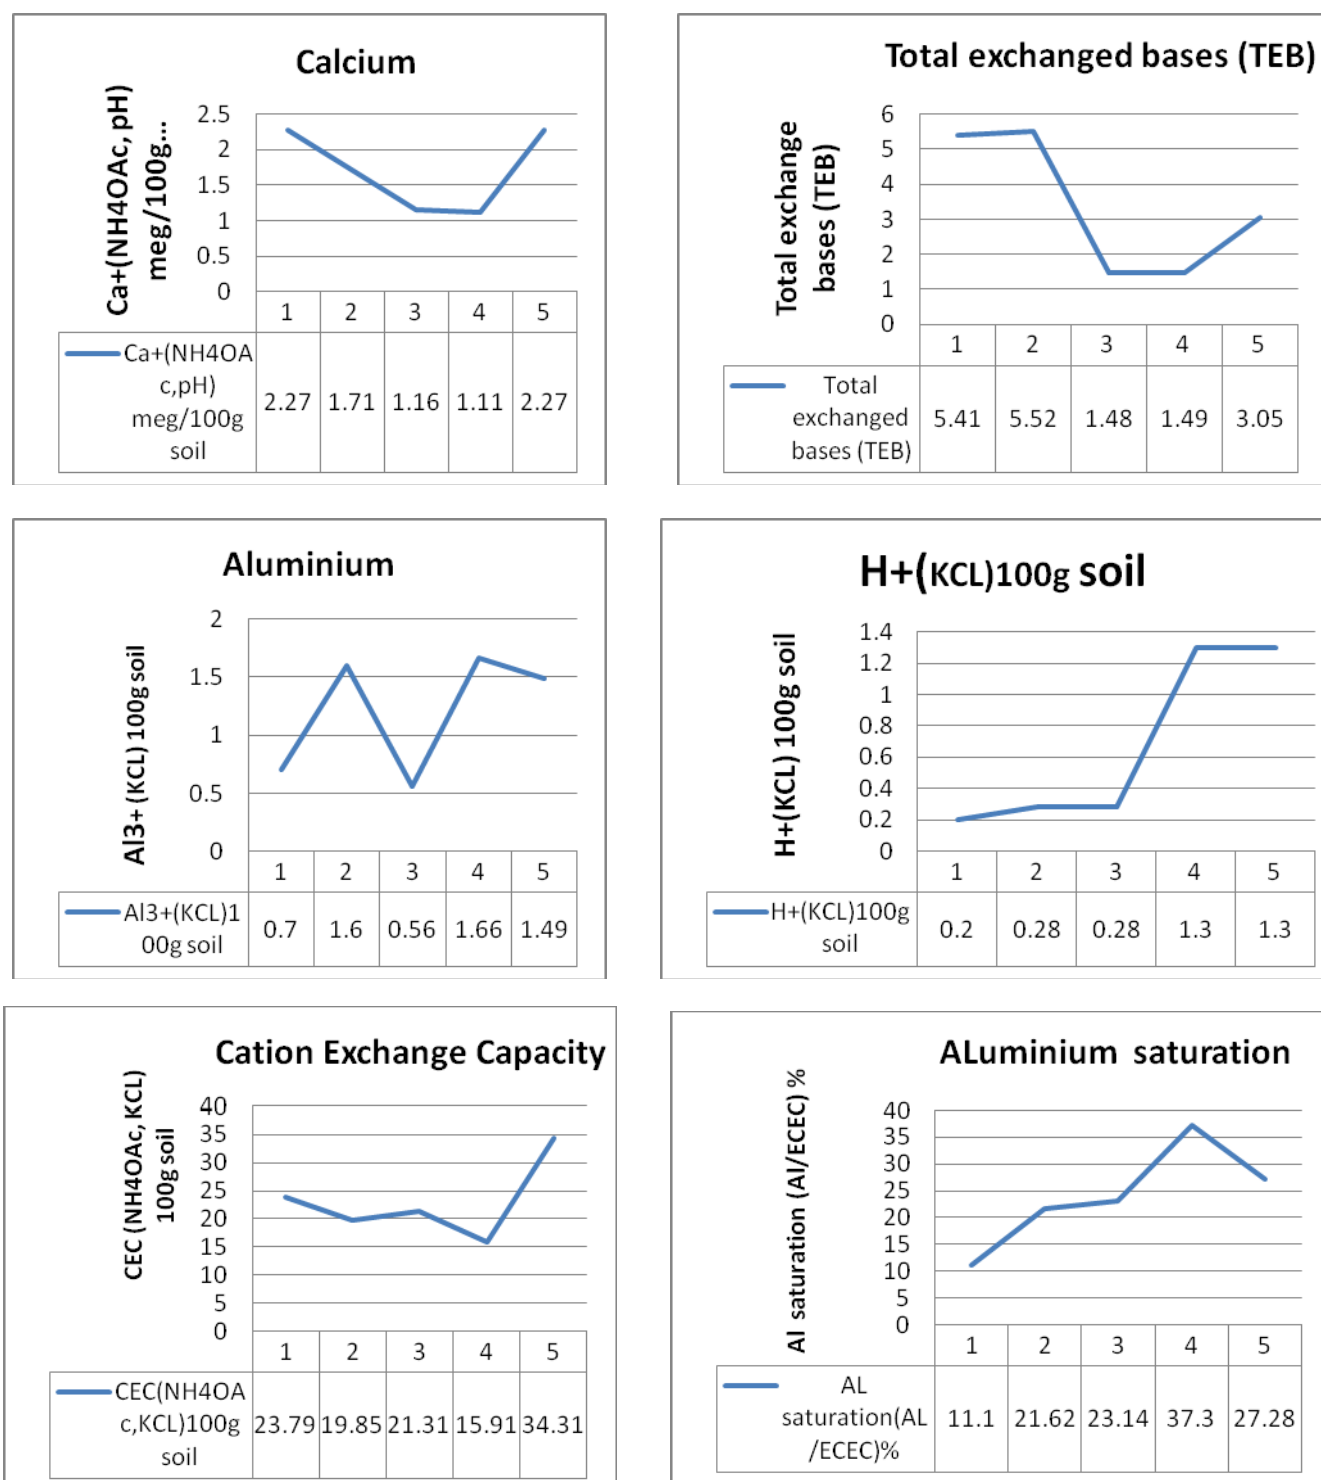 Calcium
Ca+(NH4OAc, pH)
meg/100g...
2.5
2
1.5
1
0.5
0
1 2 3 4 5
Ca+(NH4OA
c,pH)
meg/100g
soil
2.27 1.71 1.16 1.11 2.27
Total exchanged bases (TEB)
Total exchange
bases (TEB)
6
5
4
3
2
1
0
1 2 3 4 5
Total
exchanged
bases (TEB)
5.41 5.52 1.48 1.49 3.05
Aluminium
Al3+ (KCL) 100g soil
2
1.5
1
0.5
0
1 2 3 4 5
Al3+(KCL)1
00g soil
0.7 1.6 0.56 1.66 1.49
H+(KCL)100g soil
H+(KCL) 100g soil
1.4
1.2
1
0.8
0.6
0.4
0.2
0
1 2 3 4 5
H+(KCL)100g
soil
0.2 0.28 0.28 1.3 1.3
Cation Exchange Capacity
CEC (NH4OAc, KCL)
100g soil
40
35
30
25
20
15
10
5
0
1 2 3 4 5
CEC(NH4OA
c,KCL)100g
soil
23.79 19.85 21.31 15.91 34.31
ALuminium saturation
Al saturation (Al/ECEC) %
40
35
30
25
20
15
10
5
0
1 2 3 4 5
AL
saturation(AL
/ECEC)%
11.1 21.62 23.14 37.3 27.28